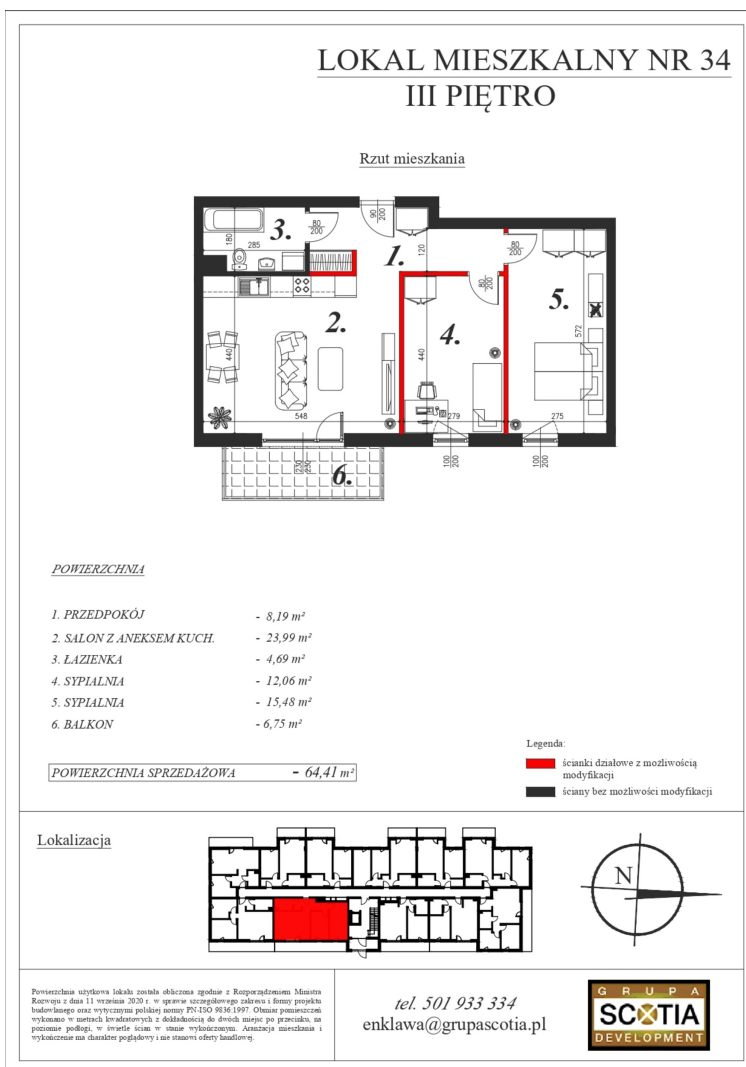 LOKAL MIESZKALNY NR 34
III PIĘTRO
Rzut mieszkania
3.
80
200
90
200
180
285
1.
120
80
200
2.
80
200
5.
4.
572
440
440
548
279
275
230
230
100
200
100
200
6.
POWIERZCHNIA
1. PRZEDPOKÓJ - 8,19 m²
2. SALON Z ANEKSEM KUCH. - 23,99 m²
3. ŁAZIENKA - 4,69 m²
4. SYPIALNIA - 12,06 m²
5. SYPIALNIA - 15,48 m²
6. BALKON - 6,75 m²
POWIERZCHNIA SPRZEDAŻOWA - 64,41 m²
Legenda:
ścianki działowe z możliwością
modyfikacji
ściany bez możliwości modyfikacji
Lokalizacja
N
Powierzchnia użytkowa lokalu została obliczona zgodnie z Rozporządzeniem Ministra
Rozwoju z dnia 11 września 2020 r. w sprawie szczegółowego zakresu i formy projektu
budowlanego oraz wytycznymi polskiej normy PN-ISO 9836:1997. Obmiar pomieszczeń
wykonano w metrach kwadratowych z dokładnością do dwóch miejsc po przecinku, na
poziomie podłogi, w świetle ścian w stanie wykończonym. Aranżacja mieszkania i
wykończenie ma charakter poglądowy i nie stanowi oferty handlowej.
tel. 501 933 334
enklawa@grupascotia.pl
GRUPA
SCOTIA
DEVELOPMENT